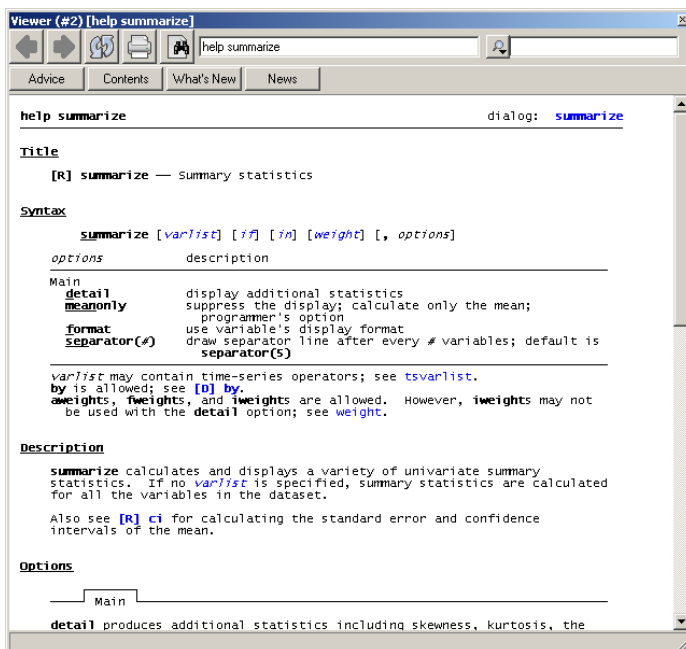 Viewer (#2) [help summarize]
help summarize
Advice Contents What's New News
help summarize dialog: summarize
Title
[R] summarize — Summary statistics
Syntax
summarize [varlist] [if] [in] [weight] [, options]
options description
Main
detail display additional statistics
meanonly suppress the display; calculate only the mean;
programmer's option
format use variable's display format
separator(#) draw separator line after every # variables; default is
separator(5)
varlist may contain time-series operators; see tsvarlist.
by is allowed; see [D] by.
aweights, fweights, and iweights are allowed. However, iweights may not
be used with the detail option; see weight.
Description
summarize calculates and displays a variety of univariate summary
statistics. If no varlist is specified, summary statistics are calculated
for all the variables in the dataset.
Also see [R] ci for calculating the standard error and confidence
intervals of the mean.
Options
Main
detail produces additional statistics including skewness, kurtosis, the